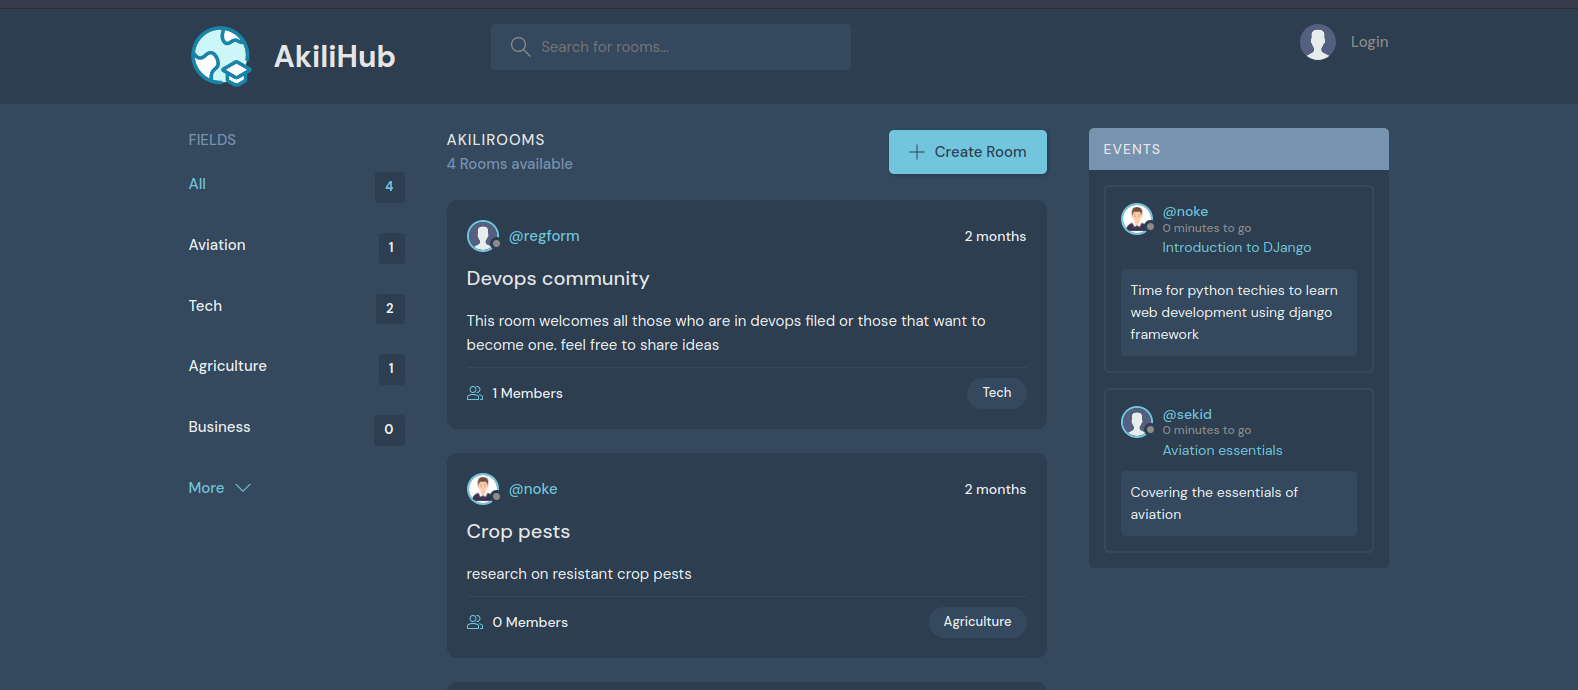 AkiliHub
Search for rooms...
Login
FIELDS
All 4
Aviation 1
Tech 2
Agriculture 1
Business 0
More
AKILIROOMS
4 Rooms available
Create Room
@regform 2 months
Devops community
This room welcomes all those who are in devops filed or those that want to
become one. feel free to share ideas
1 Members Tech
@noke 2 months
Crop pests
research on resistant crop pests
0 Members Agriculture
EVENTS
@noke
0 minutes to go
Introduction to DJango
Time for python techies to learn
web development using django
framework
@sekid
0 minutes to go
Aviation essentials
Covering the essentials of
aviation